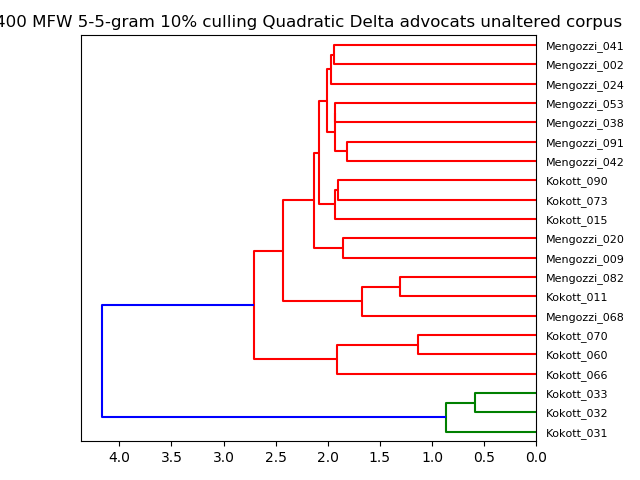 400 MFW 5-5-gram 10% culling Quadratic Delta advocats unaltered corpus
Mengozzi_041
Mengozzi_002
Mengozzi_024
Mengozzi_053
Mengozzi_038
Mengozzi_091
Mengozzi_042
Kokott_090
Kokott_073
Kokott_015
Mengozzi_020
Mengozzi_009
Mengozzi_082
Kokott_011
Mengozzi_068
Kokott_070
Kokott_060
Kokott_066
Kokott_033
Kokott_032
Kokott_031
4.0 3.5 3.0 2.5 2.0 1.5 1.0 0.5 0.0